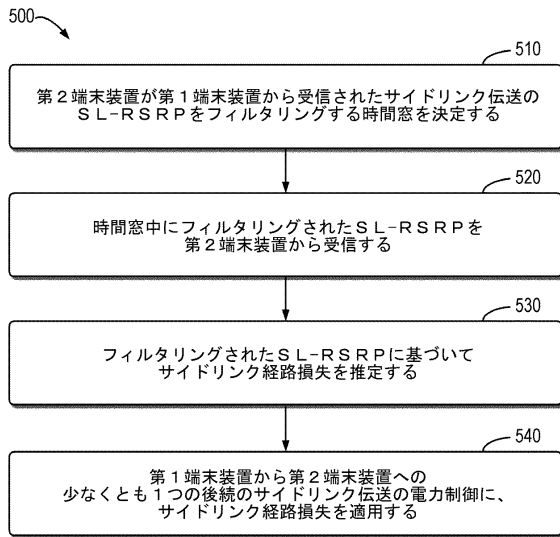 500
510
第２端末装置が第１端末装置から受信されたサイドリンク伝送の
ＳＬ－ＲＳＲＰをフィルタリングする時間窓を決定する
520
時間窓中にフィルタリングされたＳＬ－ＲＳＲＰを
第２端末装置から受信する
530
フィルタリングされたＳＬ－ＲＳＲＰに基づいて
サイドリンク経路損失を推定する
540
第１端末装置から第２端末装置への
少なくとも１つの後続のサイドリンク伝送の電力制御に、
サイドリンク経路損失を適用する